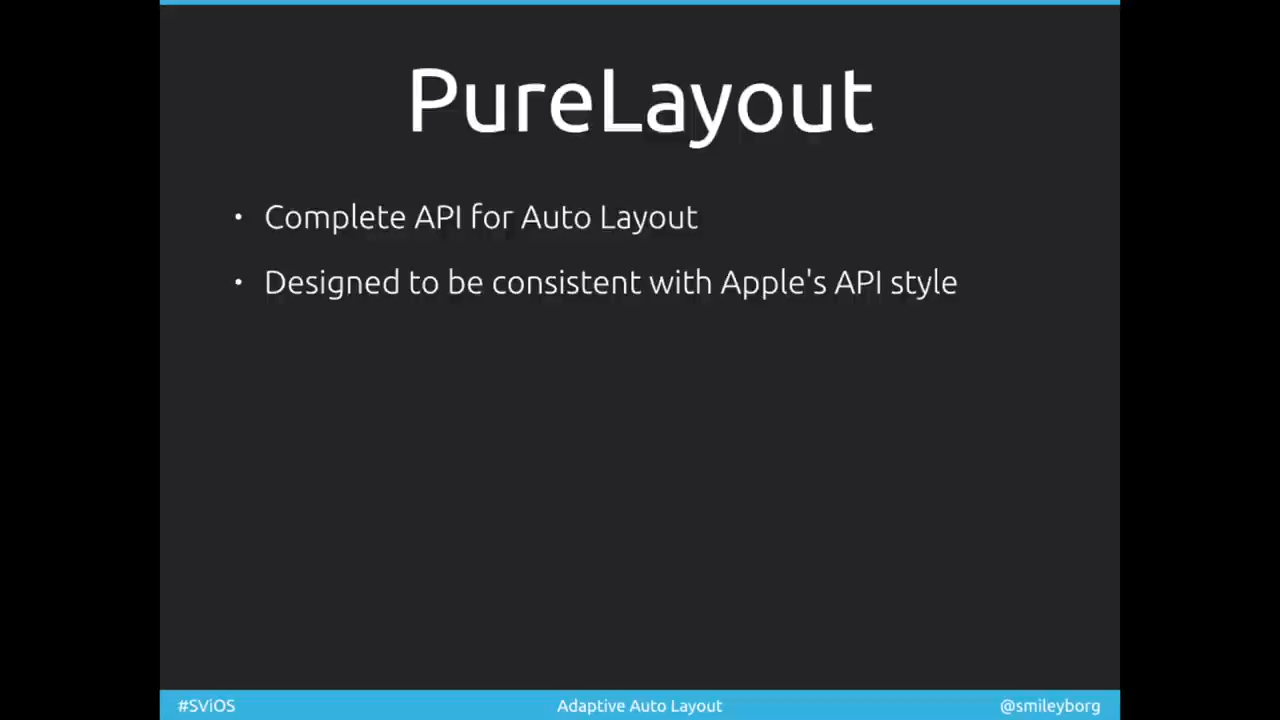 PureLayout
• Complete API for Auto Layout
• Designed to be consistent with Apple's API style
#SViOS Adaptive Auto Layout @smileyborg